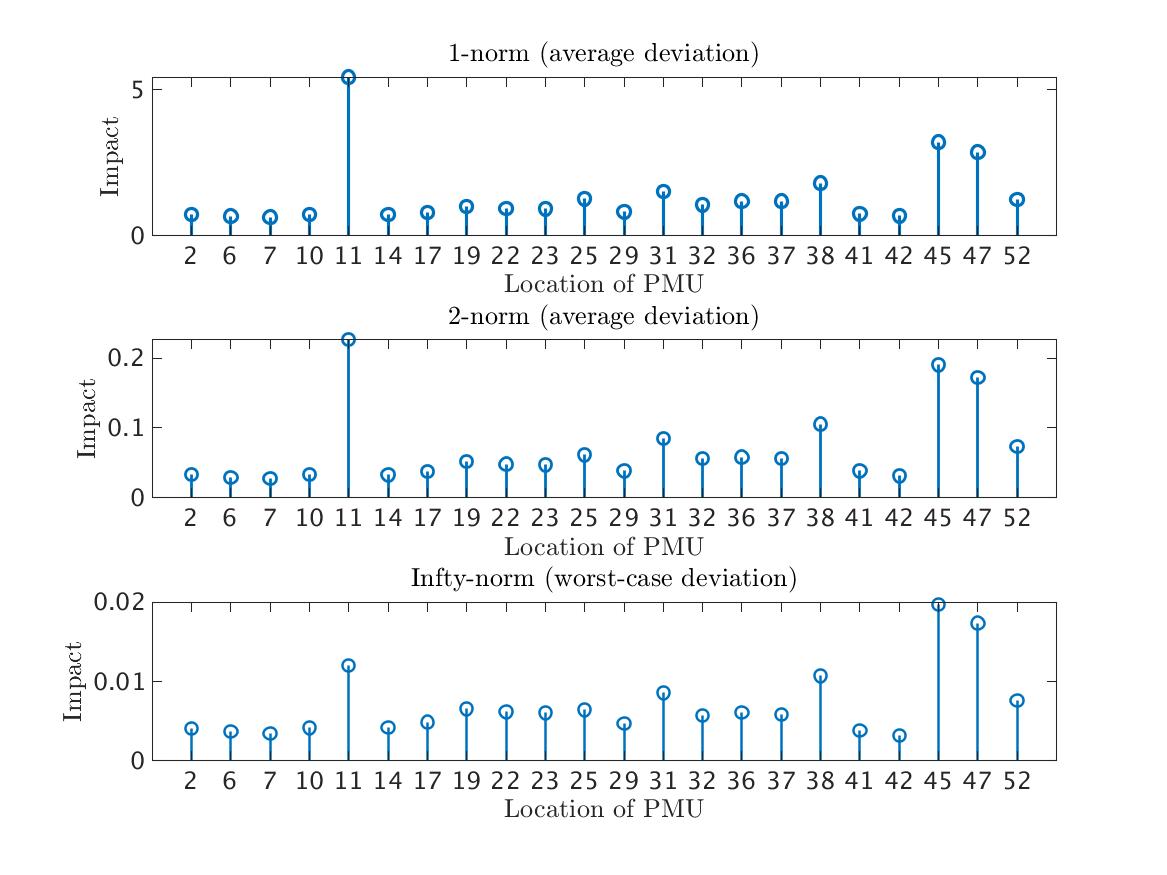 1-norm (average deviation)
5
0
Impact
2 6 7 10 11 14 17 19 22 23 25 29 31 32 36 37 38 41 42 45 47 52
Location of PMU
2-norm (average deviation)
0.2
0.1
0
Impact
2 6 7 10 11 14 17 19 22 23 25 29 31 32 36 37 38 41 42 45 47 52
Location of PMU
Infty-norm (worst-case deviation)
0.02
0.01
0
Impact
2 6 7 10 11 14 17 19 22 23 25 29 31 32 36 37 38 41 42 45 47 52
Location of PMU